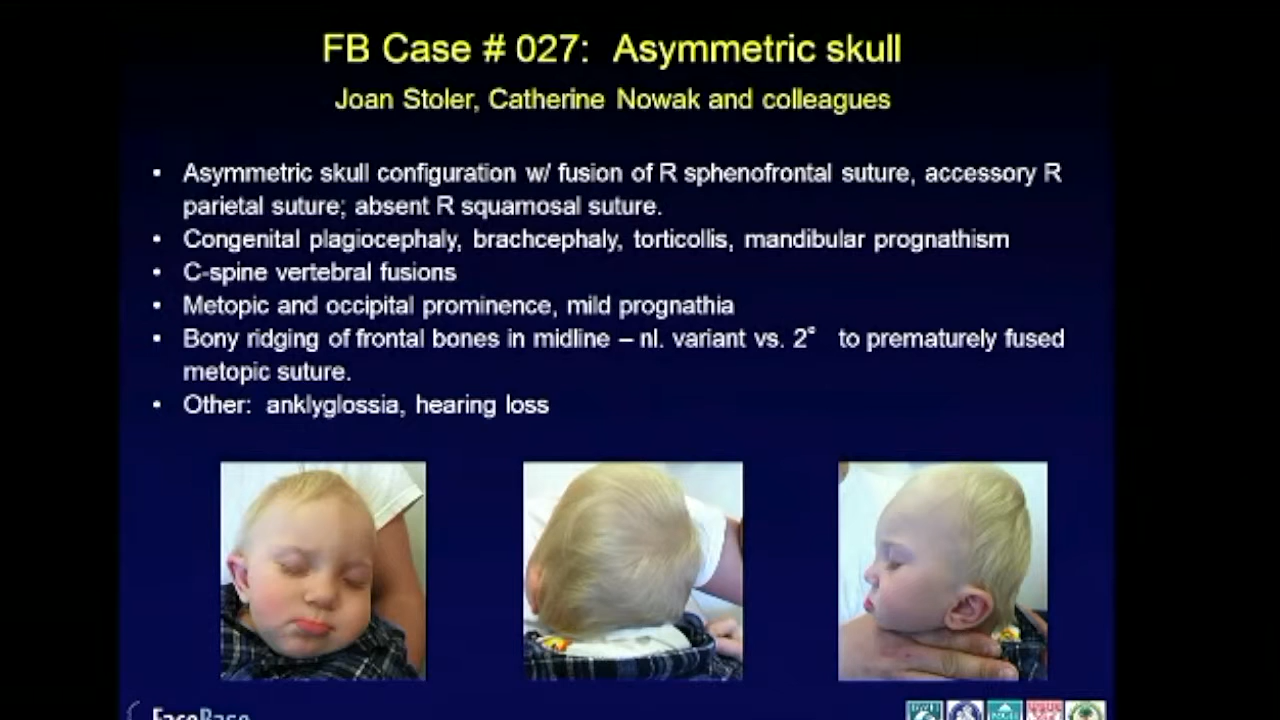 FB Case # 027: Asymmetric skull
Joan Stoler, Catherine Nowak and colleagues
• Asymmetric skull configuration w/ fusion of R sphenofrontal suture, accessory R
parietal suture; absent R squamosal suture.
• Congenital plagiocephaly, brachcephaly, torticollis, mandibular prognathism
• C-spine vertebral fusions
• Metopic and occipital prominence, mild prognathia
• Bony ridging of frontal bones in midline – nl. variant vs. 2° to prematurely fused
metopic suture.
• Other: anklyglossia, hearing loss
FaceBase